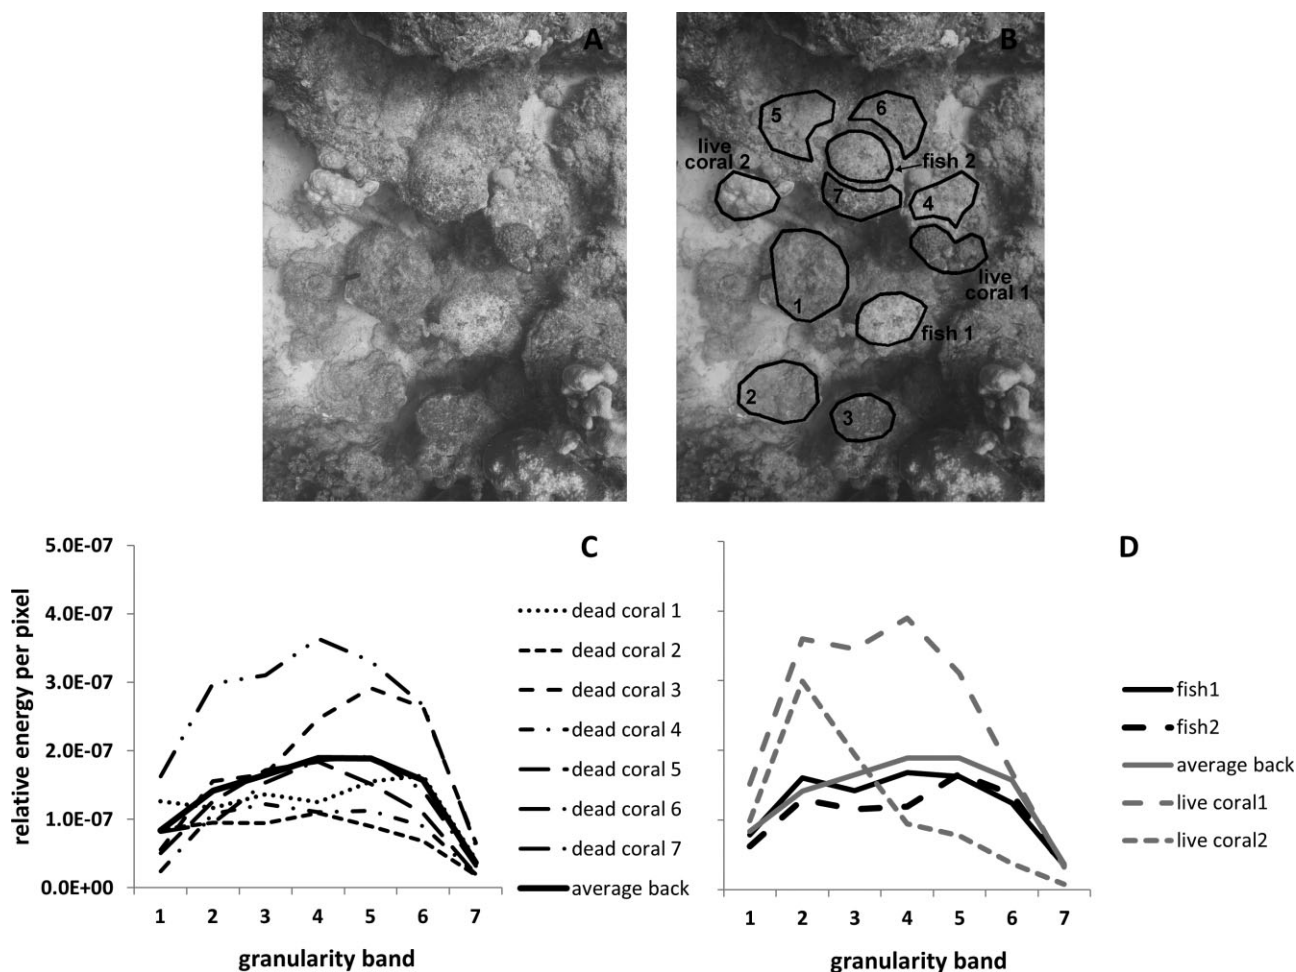 A
B
5
6
live
coral 2
fish 2
7
4
live
coral 1
1
fish 1
2
3
C
relative energy per pixel
5.0E-07
4.0E-07
3.0E-07
2.0E-07
1.0E-07
0.0E+00
1 2 3 4 5 6 7
granularity band
dead coral 1
dead coral 2
dead coral 3
dead coral 4
dead coral 5
dead coral 6
dead coral 7
average back
D
1 2 3 4 5 6 7
granularity band
fish1
fish2
average back
live coral1
live coral2